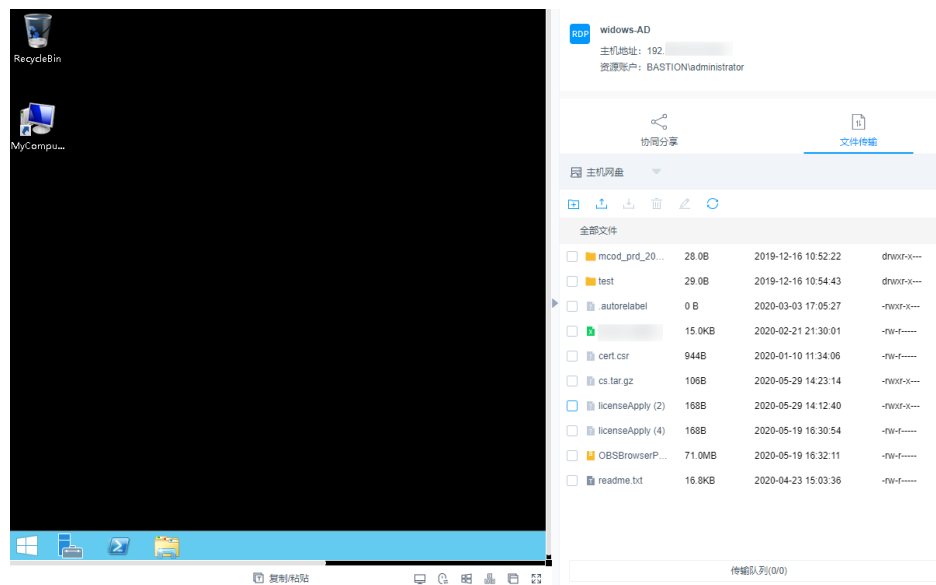 RecycleBin
MyCompu...
复制/粘贴
RDP
widows-AD
主机地址: 192.
资源账户: BASTION\administrator
协同分享
文件传输
主机网盘
全部文件
mcod_prd_20... 28.0B 2019-12-16 10:52:22 drwxr-x---
test 29.0B 2019-12-16 10:54:43 drwxr-x---
.autorelabel 0 B 2020-03-03 17:05:27 -rwxr-x---
15.0KB 2020-02-21 21:30:01 -rw-r-----
cert.csr 944B 2020-01-10 11:34:06 -rw-r-----
cs.tar.gz 106B 2020-05-29 14:23:14 -rwxr-x---
licenseApply (2) 168B 2020-05-29 14:12:40 -rwxr-x---
licenseApply (4) 168B 2020-05-19 16:30:54 -rw-r-----
OBSBrowserP... 71.0MB 2020-05-19 16:32:11 -rw-r-----
readme.txt 16.8KB 2020-04-23 15:03:36 -rw-r-----
传输队列(0/0)